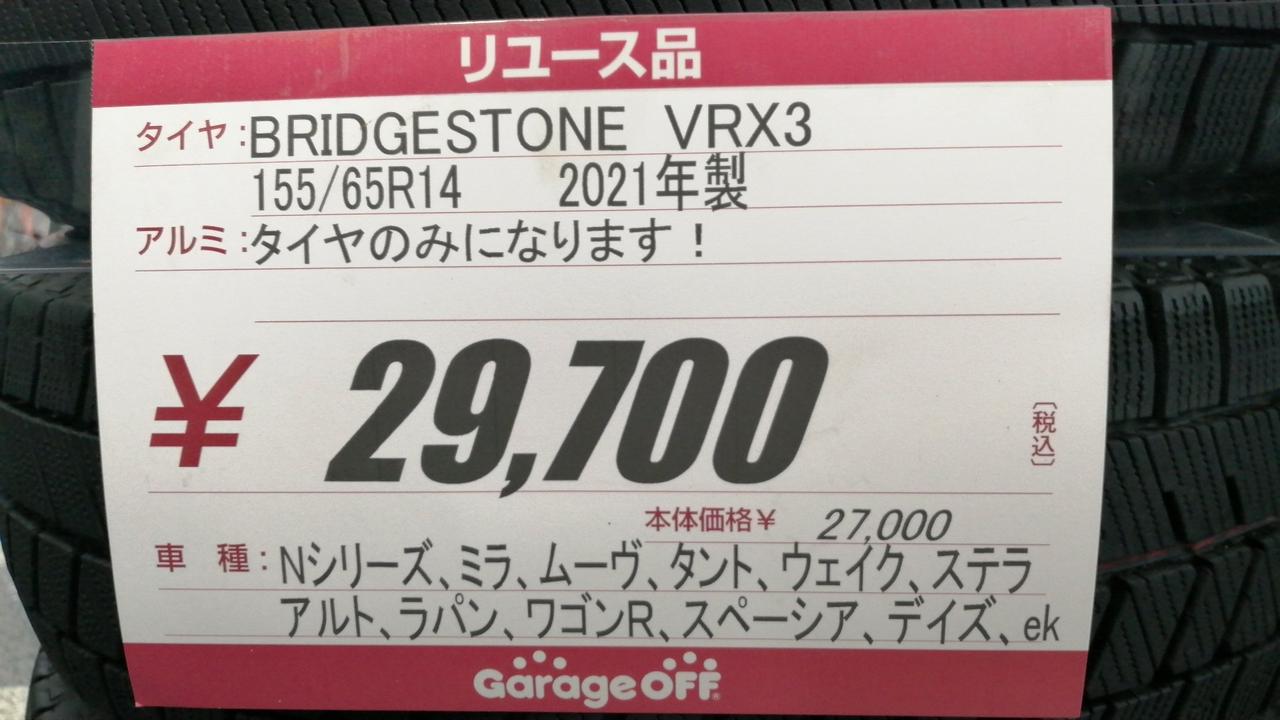 リユース品
タイヤ:BRIDGESTONE VRX3
155/65R14 2021年製
アルミ:タイヤのみになります!
¥ 29,700 〔税込〕
本体価格¥ 27,000
車 種:Nシリーズ、ミラ、ムーヴ、タント、ウェイク、ステラ
アルト、ラパン、ワゴンR、スペーシア、デイズ、ek
Garage OFF